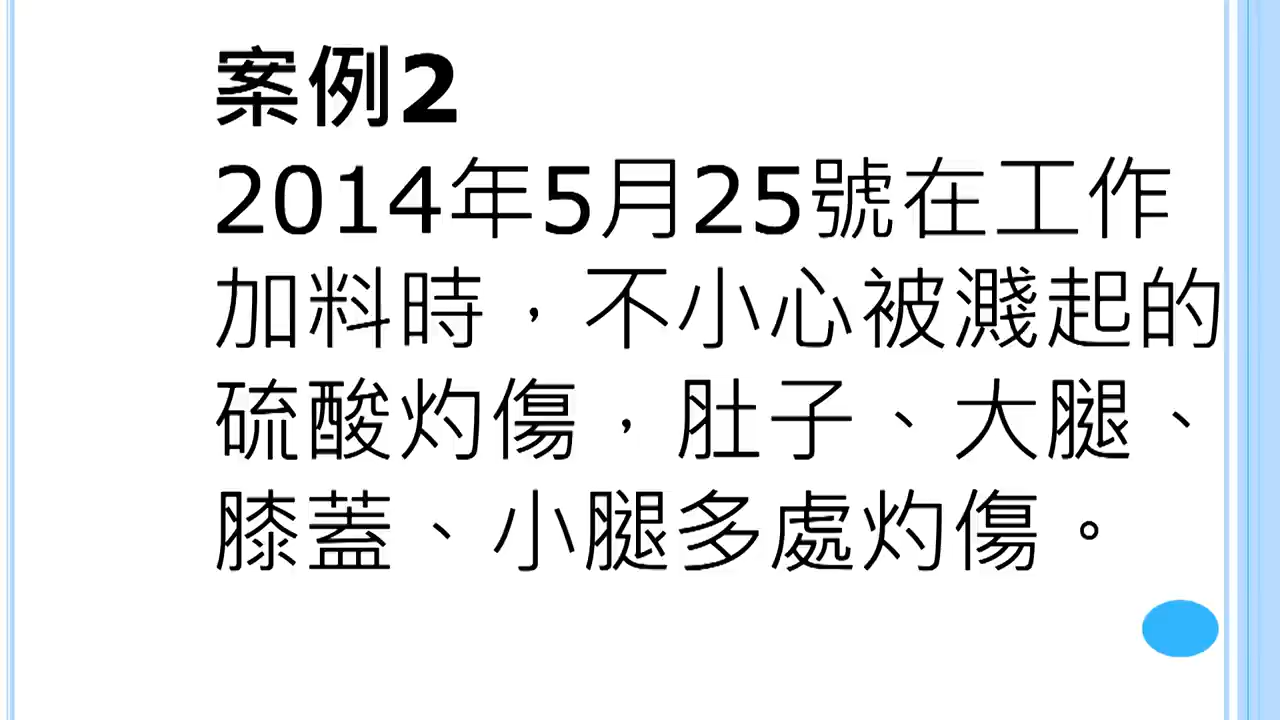 案例2
2014年5月25號在工作
加料時，不小心被濺起的
硫酸灼傷，肚子、大腿、
膝蓋、小腿多處灼傷。